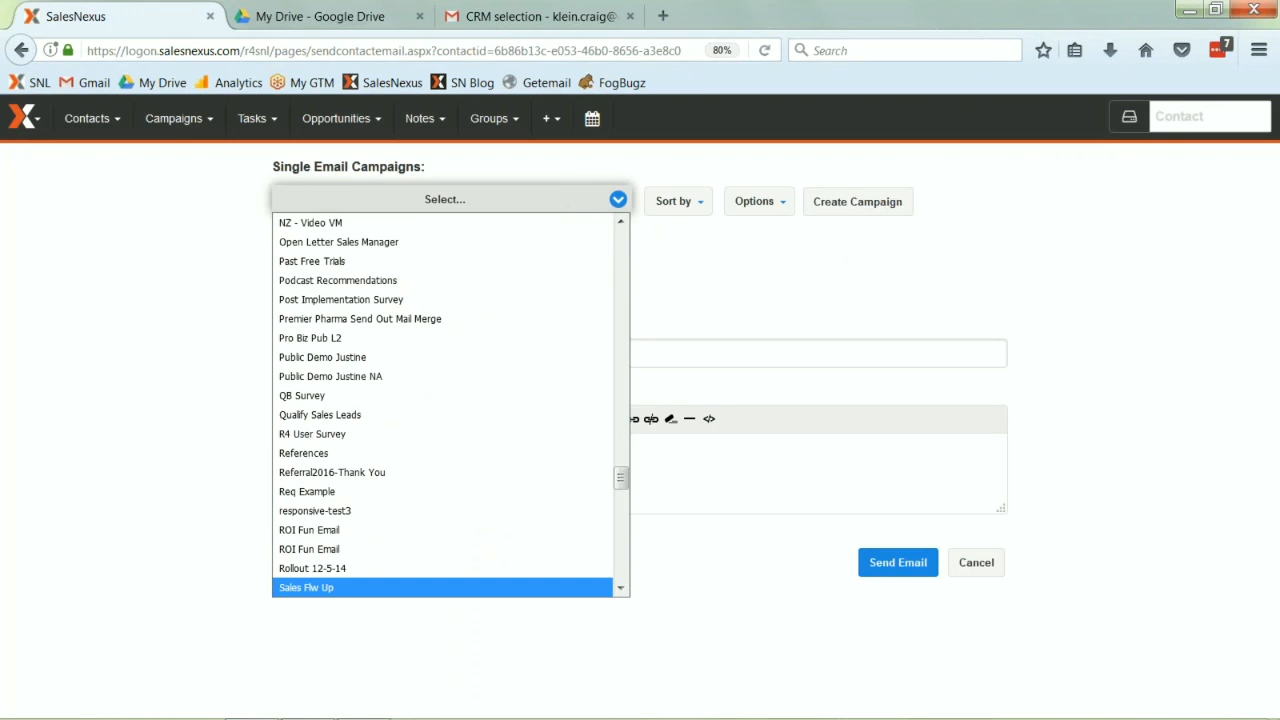 SalesNexus
My Drive - Google Drive
CRM selection - klein.craig@
https://logon.salesnexus.com/r4snl/pages/sendcontactemail.aspx?contactid=6b86b13c-e053-46b0-8656-a3e8c0
80%
Search
7
SNL
Gmail
My Drive
Analytics
My GTM
SalesNexus
SN Blog
Getemail
FogBugz
Contacts
Campaigns
Tasks
Opportunities
Notes
Groups
+
Contact
Single Email Campaigns:
Select...
Sort by
Options
Create Campaign
NZ - Video VM
Open Letter Sales Manager
Past Free Trials
Podcast Recommendations
Post Implementation Survey
Premier Pharma Send Out Mail Merge
Pro Biz Pub L2
Public Demo Justine
Public Demo Justine NA
QB Survey
Qualify Sales Leads
R4 User Survey
References
Referral2016-Thank You
Req Example
responsive-test3
ROI Fun Email
ROI Fun Email
Rollout 12-5-14
Sales Flw Up
Send Email
Cancel